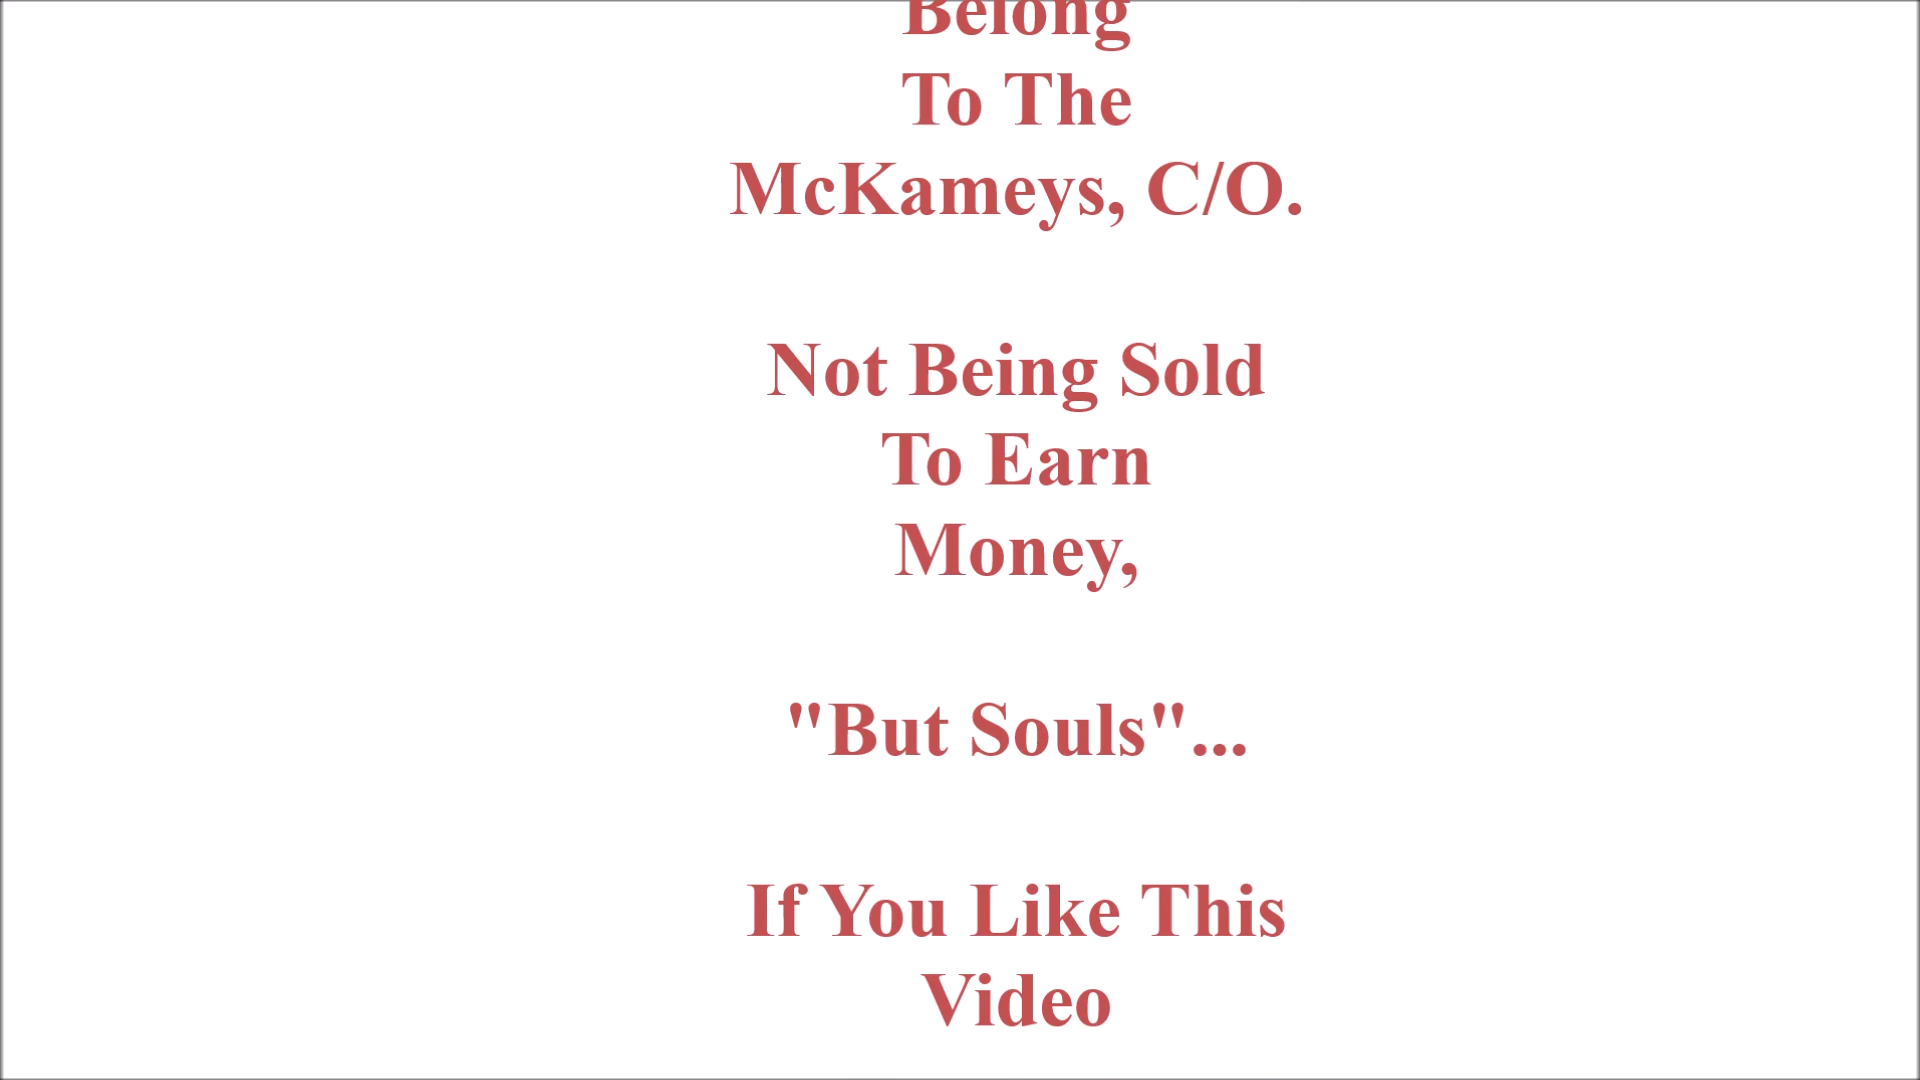 Belong
To The
McKameys, C/O.
Not Being Sold
To Earn
Money,
"But Souls"...
If You Like This
Video